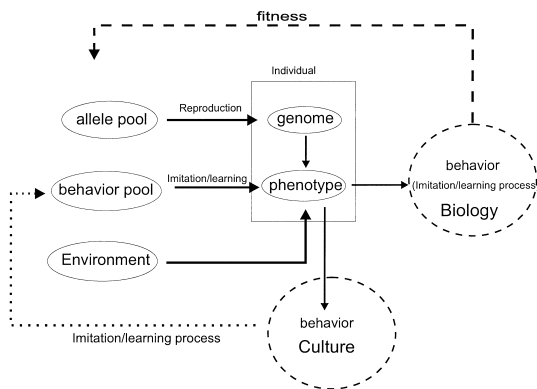 fitness
Individual
Reproduction
allele pool
genome
Imitation/learning
behavior pool
phenotype
behavior
(Imitation/learning process
Biology
Environment
behavior
Culture
Imitation/learning process